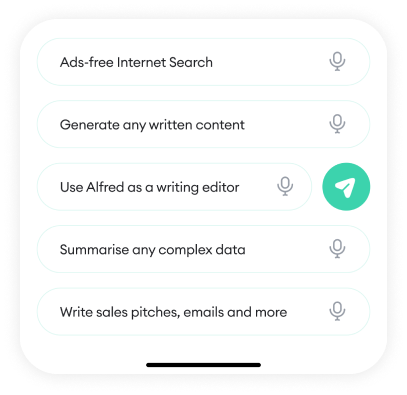 Ads-free Internet Search
Generate any written content
Use Alfred as a writing editor
Summarise any complex data
Write sales pitches, emails and more